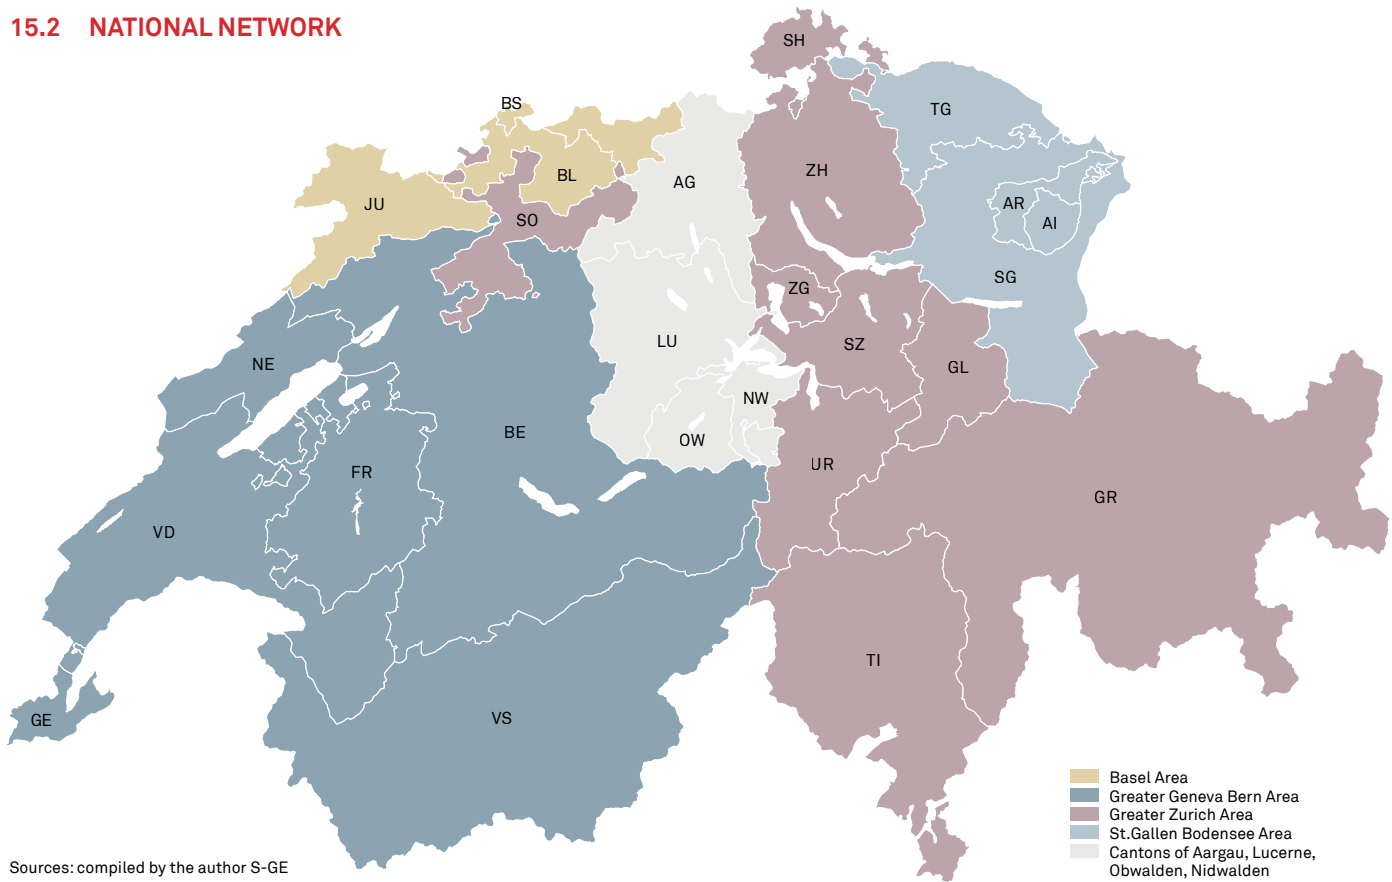 15.2 NATIONAL NETWORK
SH
BS
TG
ZH
BL
AG
JU
AR
SO
AI
SG
ZG
LU
SZ
NE
GL
NW
BE
OW
UR
FR
GR
VD
TI
VS
GE
Basel Area
Greater Geneva Bern Area
Greater Zurich Area
St.Gallen Bodensee Area
Cantons of Aargau, Lucerne,
Obwalden, Nidwalden
Sources: compiled by the author S-GE